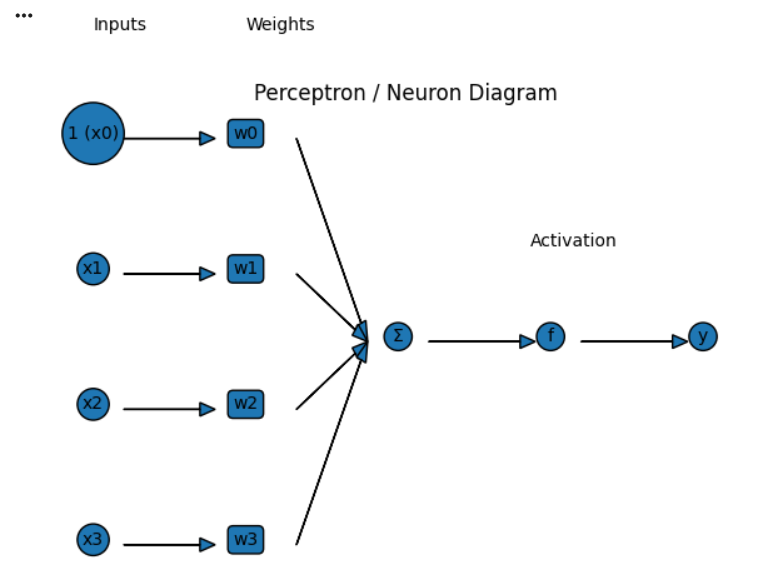 ...
Inputs Weights
Perceptron / Neuron Diagram
1 (x0) w0
Activation
x1 w1
Σ f y
x2 w2
x3 w3